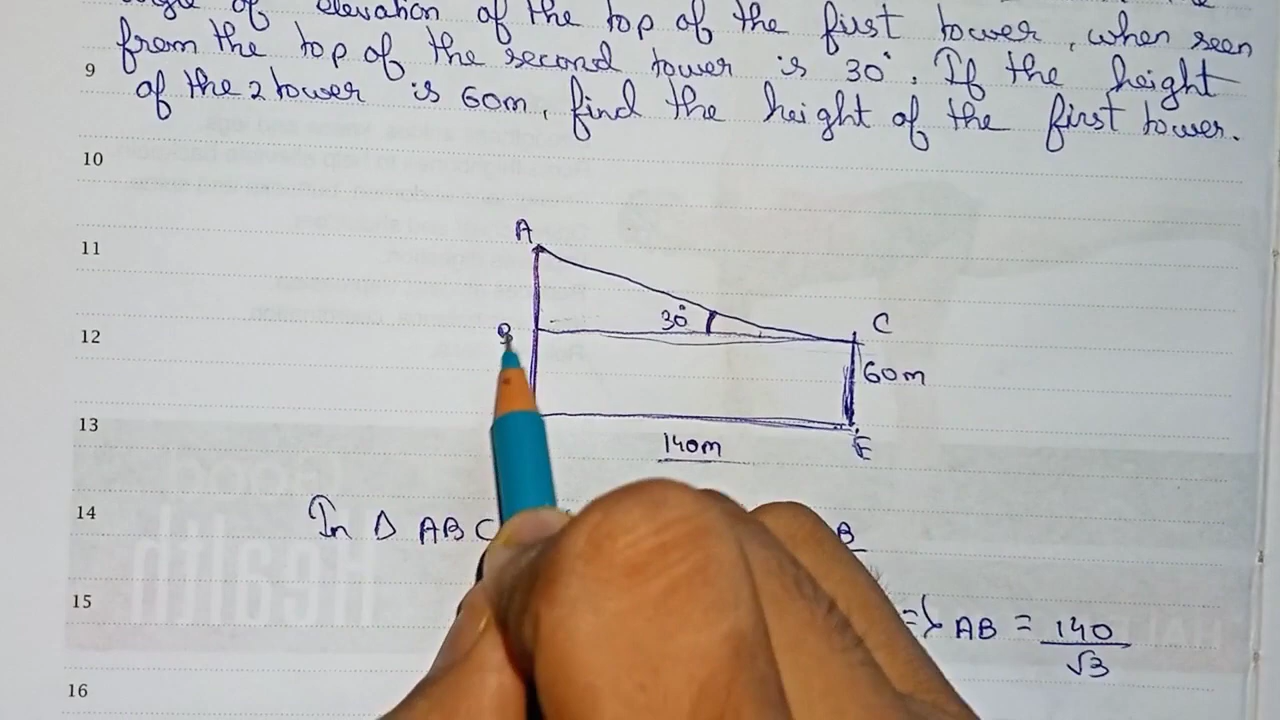 of elevation of the top of the first tower, when seen
from the top of the second tower is 30°. If the height
9
of the 2 tower is 60m, find the height of the first tower.
10
A
11
30°
C
B
12
60m
13
140m
E
14
In Δ ABC
B
15
=> AB = 140
√3
16